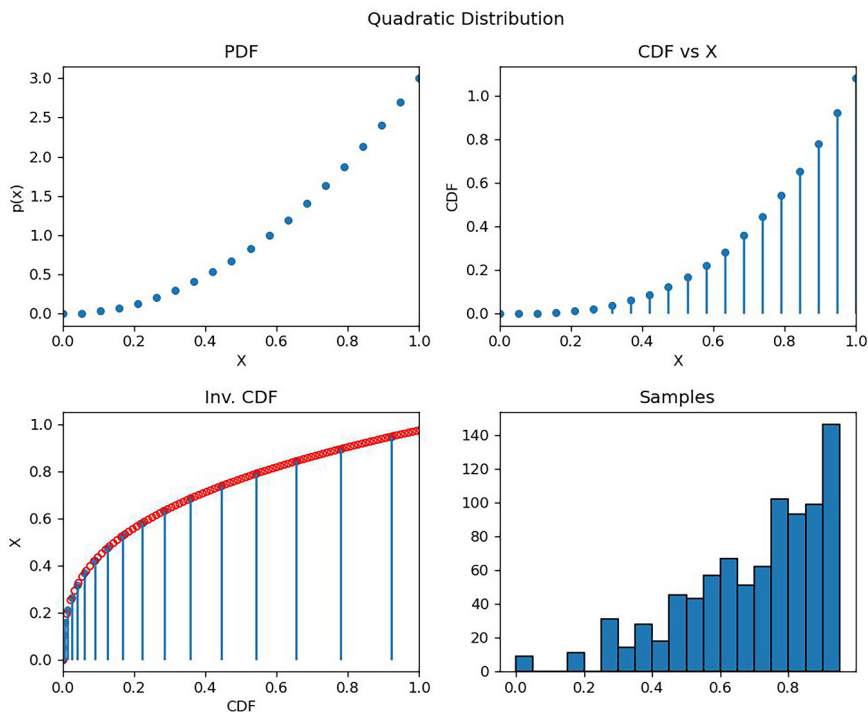 Quadratic Distribution
PDF
3.0
2.5
2.0
1.5
1.0
0.5
0.0
p(x)
0.0 0.2 0.4 0.6 0.8 1.0
X
CDF vs X
1.0
0.8
0.6
0.4
0.2
0.0
CDF
0.0 0.2 0.4 0.6 0.8 1.0
X
Inv. CDF
1.0
0.8
0.6
0.4
0.2
0.0
X
0.0 0.2 0.4 0.6 0.8 1.0
CDF
Samples
140
120
100
80
60
40
20
0
0.0 0.2 0.4 0.6 0.8